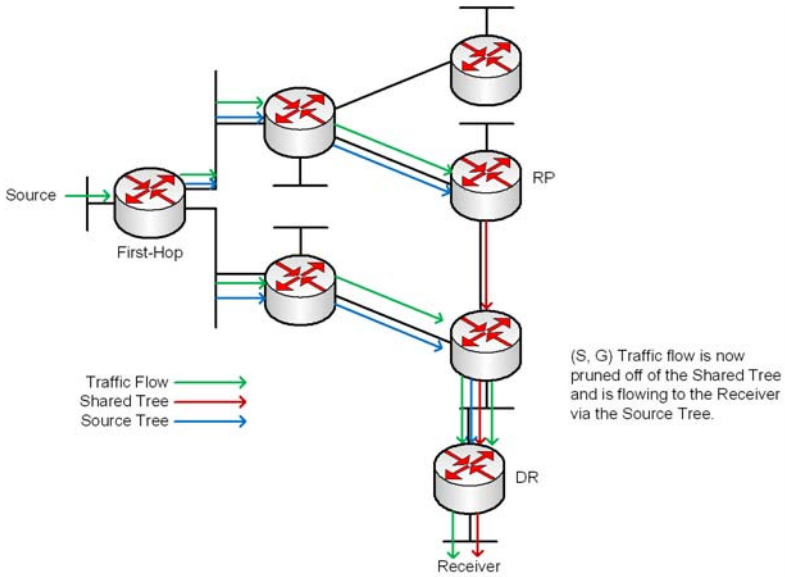 RP
Source
First-Hop
(S, G) Traffic flow is now
pruned off of the Shared Tree
and is flowing to the Receiver
via the Source Tree.
Traffic Flow
Shared Tree
Source Tree
DR
Receiver